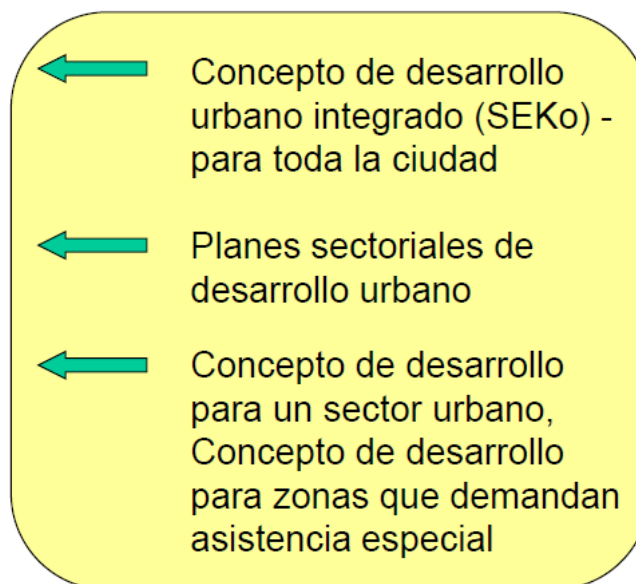 Concepto de desarrollo
urbano integrado (SEKo) -
para toda la ciudad
Planes sectoriales de
desarrollo urbano
Concepto de desarrollo
para un sector urbano,
Concepto de desarrollo
para zonas que demandan
asistencia especial